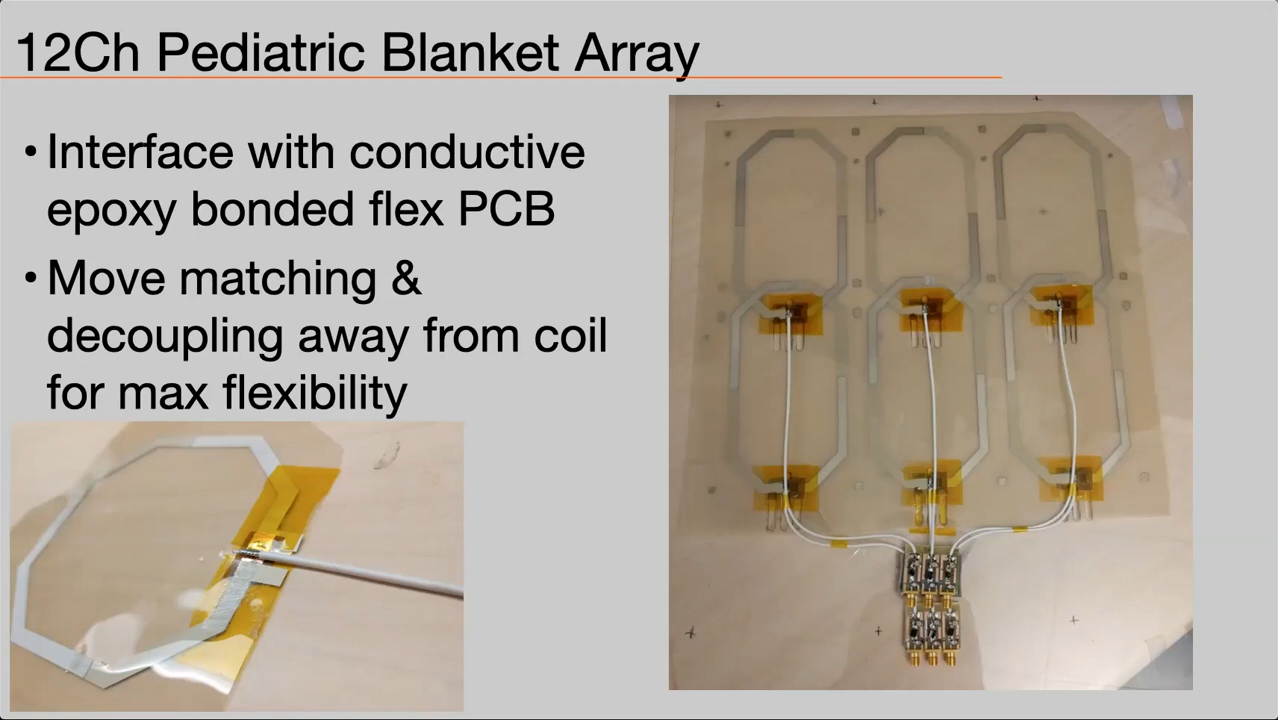 12Ch Pediatric Blanket Array
• Interface with conductive
epoxy bonded flex PCB
• Move matching &
decoupling away from coil
for max flexibility